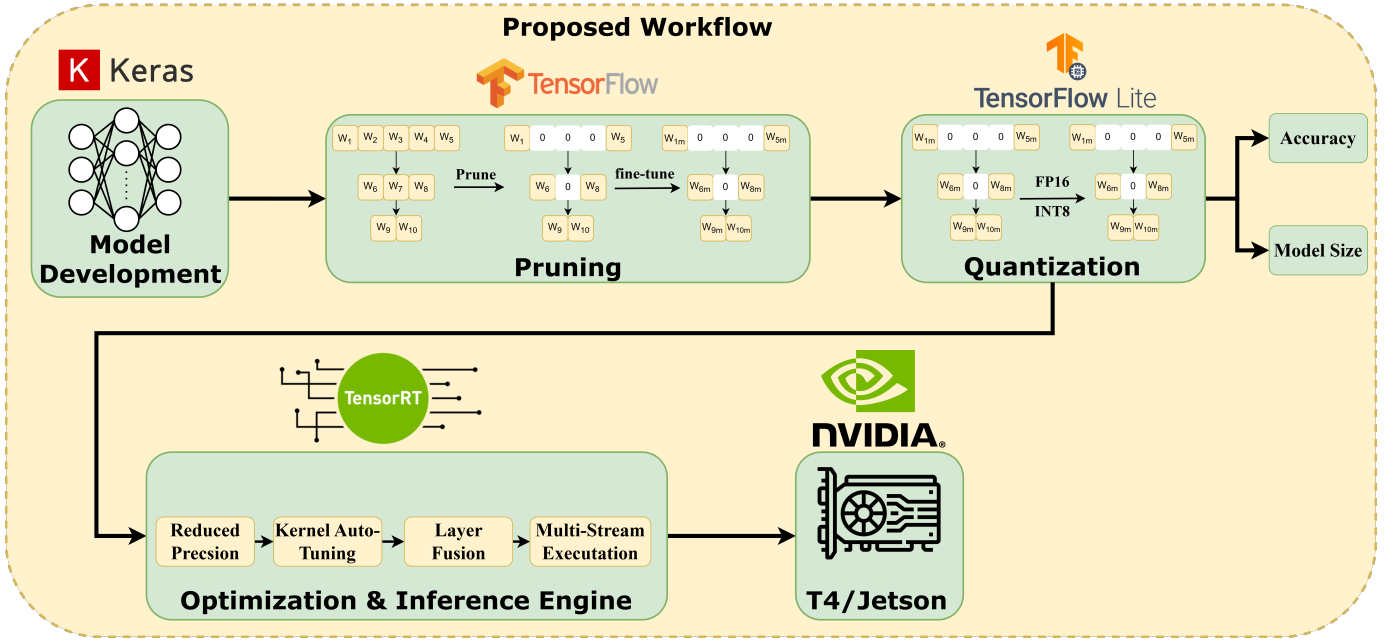 Proposed Workflow
K Keras
Model
Development
TensorFlow
W1 W2 W3 W4 W5
W6 W7 W8
W9 W10
Prune
W1 0 0 0 W5
W6 0 W8
W9 W10
fine-tune
W1m 0 0 0 W5m
W6m 0 W8m
W9m W10m
Pruning
TensorFlow Lite
W1m 0 0 0 W5m
W6m 0 W8m
W9m W10m
FP16
INT8
W1m 0 0 0 W5m
W6m 0 W8m
W9m W10m
Quantization
Accuracy
Model Size
TensorRT
Reduced
Precsion
Kernel Auto-
Tuning
Layer
Fusion
Multi-Stream
Executation
Optimization & Inference Engine
NVIDIA®
T4/Jetson